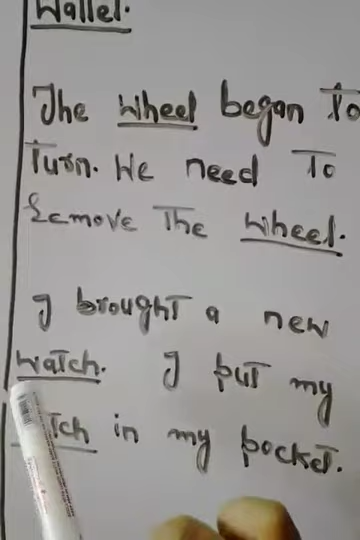 Wallet.
The wheel began to
turn. We need to
remove the wheel.
I brought a new
watch. I put my
in my pocket.